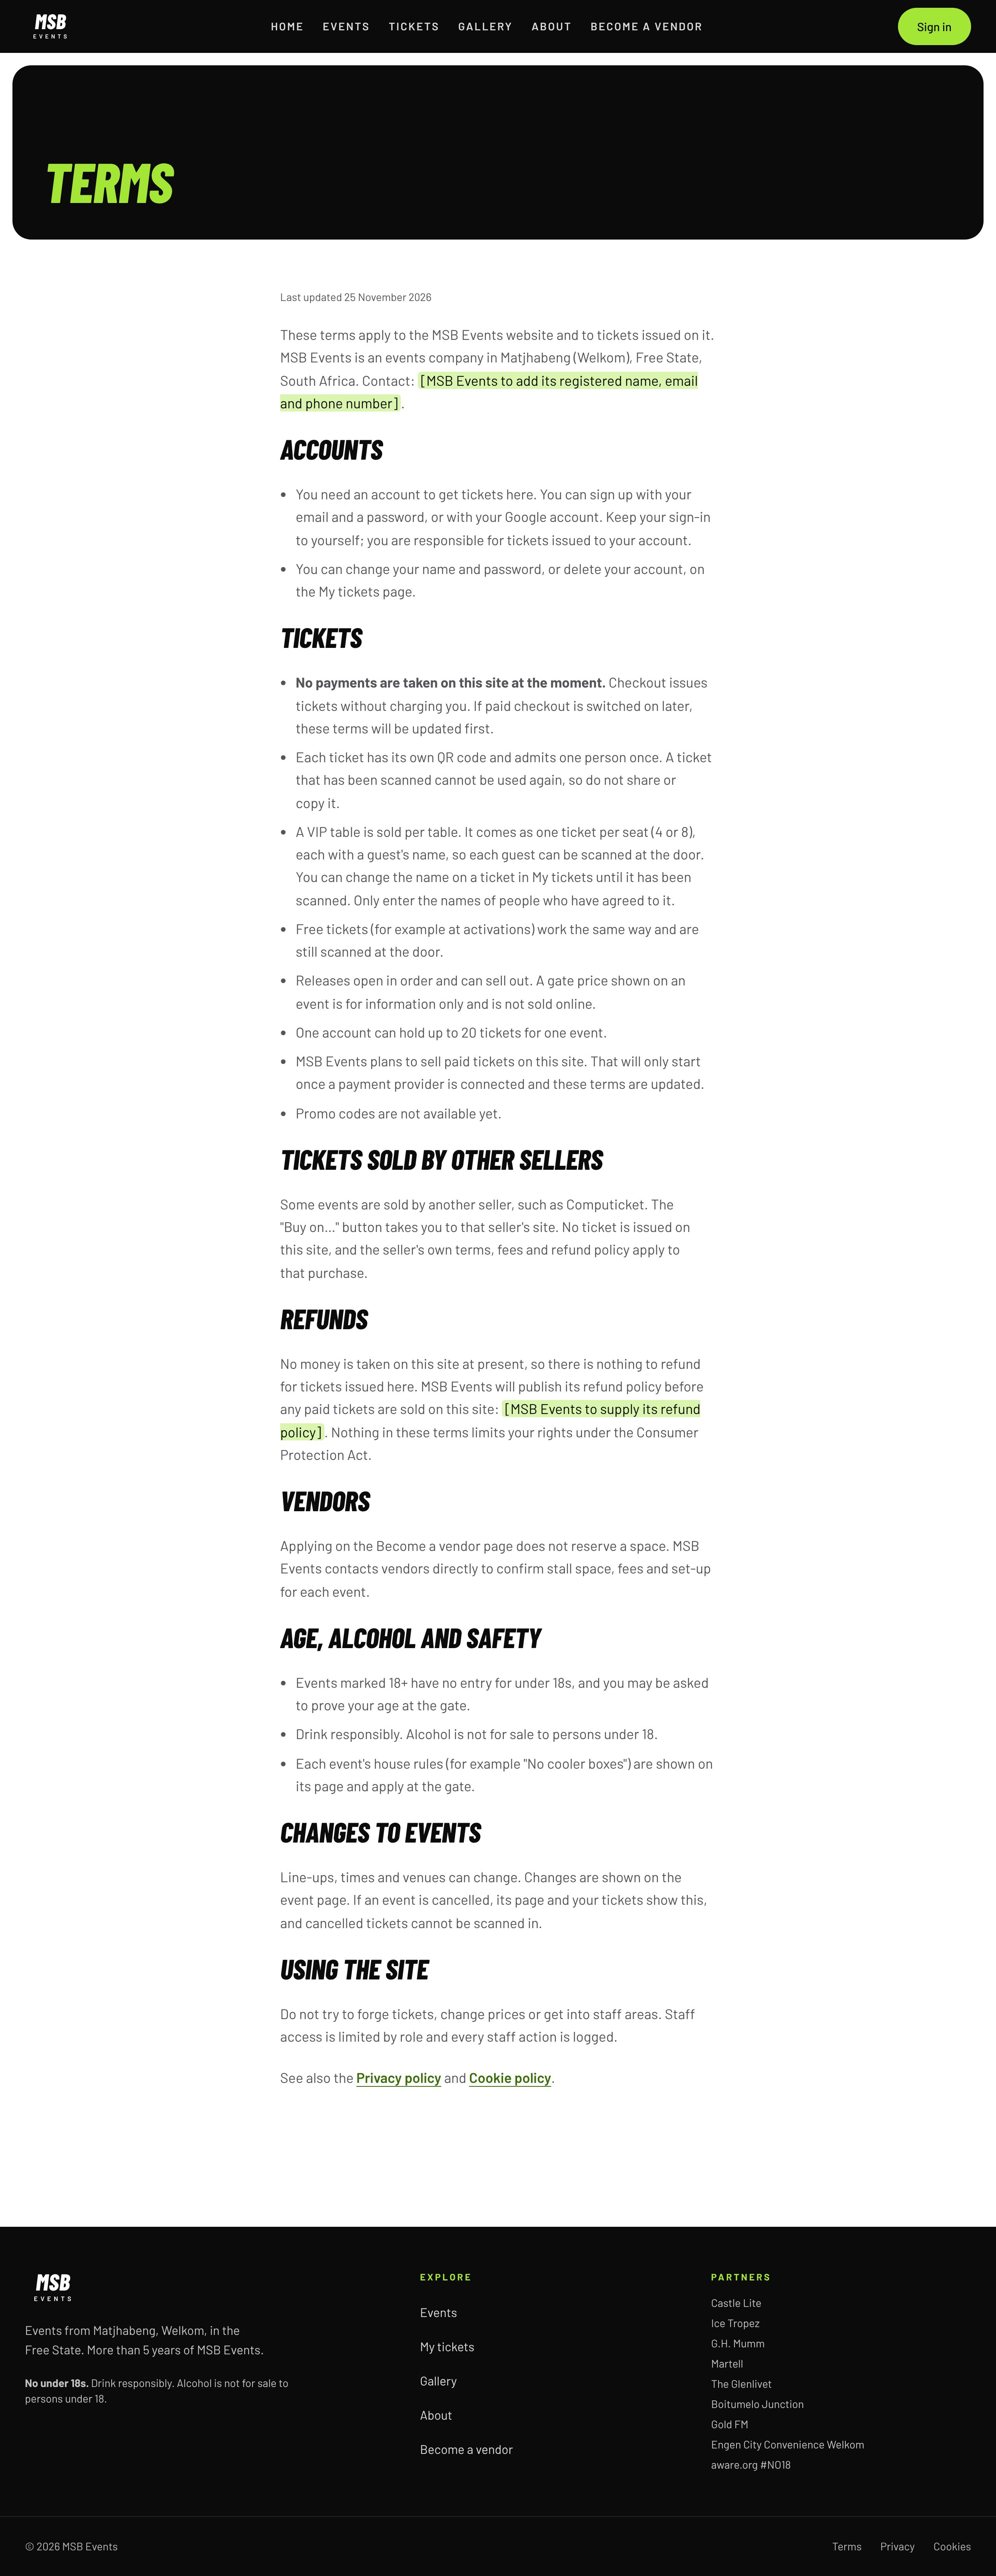 MSB
EVENTS
HOME EVENTS TICKETS GALLERY ABOUT BECOME A VENDOR
Sign in
TERMS
Last updated 25 November 2026
These terms apply to the MSB Events website and to tickets issued on it.
MSB Events is an events company in Matjhabeng (Welkom), Free State,
South Africa. Contact: [MSB Events to add its registered name, email
and phone number].
ACCOUNTS
• You need an account to get tickets here. You can sign up with your
email and a password, or with your Google account. Keep your sign-in
to yourself; you are responsible for tickets issued to your account.
• You can change your name and password, or delete your account, on
the My tickets page.
TICKETS
• No payments are taken on this site at the moment. Checkout issues
tickets without charging you. If paid checkout is switched on later,
these terms will be updated first.
• Each ticket has its own QR code and admits one person once. A ticket
that has been scanned cannot be used again, so do not share or
copy it.
• A VIP table is sold per table. It comes as one ticket per seat (4 or 8),
each with a guest's name, so each guest can be scanned at the door.
You can change the name on a ticket in My tickets until it has been
scanned. Only enter the names of people who have agreed to it.
• Free tickets (for example at activations) work the same way and are
still scanned at the door.
• Releases open in order and can sell out. A gate price shown on an
event is for information only and is not sold online.
• One account can hold up to 20 tickets for one event.
• MSB Events plans to sell paid tickets on this site. That will only start
once a payment provider is connected and these terms are updated.
• Promo codes are not available yet.
TICKETS SOLD BY OTHER SELLERS
Some events are sold by another seller, such as Computicket. The
"Buy on..." button takes you to that seller's site. No ticket is issued on
this site, and the seller's own terms, fees and refund policy apply to
that purchase.
REFUNDS
No money is taken on this site at present, so there is nothing to refund
for tickets issued here. MSB Events will publish its refund policy before
any paid tickets are sold on this site: [MSB Events to supply its refund
policy]. Nothing in these terms limits your rights under the Consumer
Protection Act.
VENDORS
Applying on the Become a vendor page does not reserve a space. MSB
Events contacts vendors directly to confirm stall space, fees and set-up
for each event.
AGE, ALCOHOL AND SAFETY
• Events marked 18+ have no entry for under 18s, and you may be asked
to prove your age at the gate.
• Drink responsibly. Alcohol is not for sale to persons under 18.
• Each event's house rules (for example "No cooler boxes") are shown on
its page and apply at the gate.
CHANGES TO EVENTS
Line-ups, times and venues can change. Changes are shown on the
event page. If an event is cancelled, its page and your tickets show this,
and cancelled tickets cannot be scanned in.
USING THE SITE
Do not try to forge tickets, change prices or get into staff areas. Staff
access is limited by role and every staff action is logged.
See also the Privacy policy and Cookie policy.
MSB
EVENTS
Events from Matjhabeng, Welkom, in the
Free State. More than 5 years of MSB Events.
No under 18s. Drink responsibly. Alcohol is not for sale to
persons under 18.
EXPLORE
Events
My tickets
Gallery
About
Become a vendor
PARTNERS
Castle Lite
Ice Tropez
G.H. Mumm
Martell
The Glenlivet
Boitumelo Junction
Gold FM
Engen City Convenience Welkom
aware.org #NO18
© 2026 MSB Events
Terms Privacy Cookies